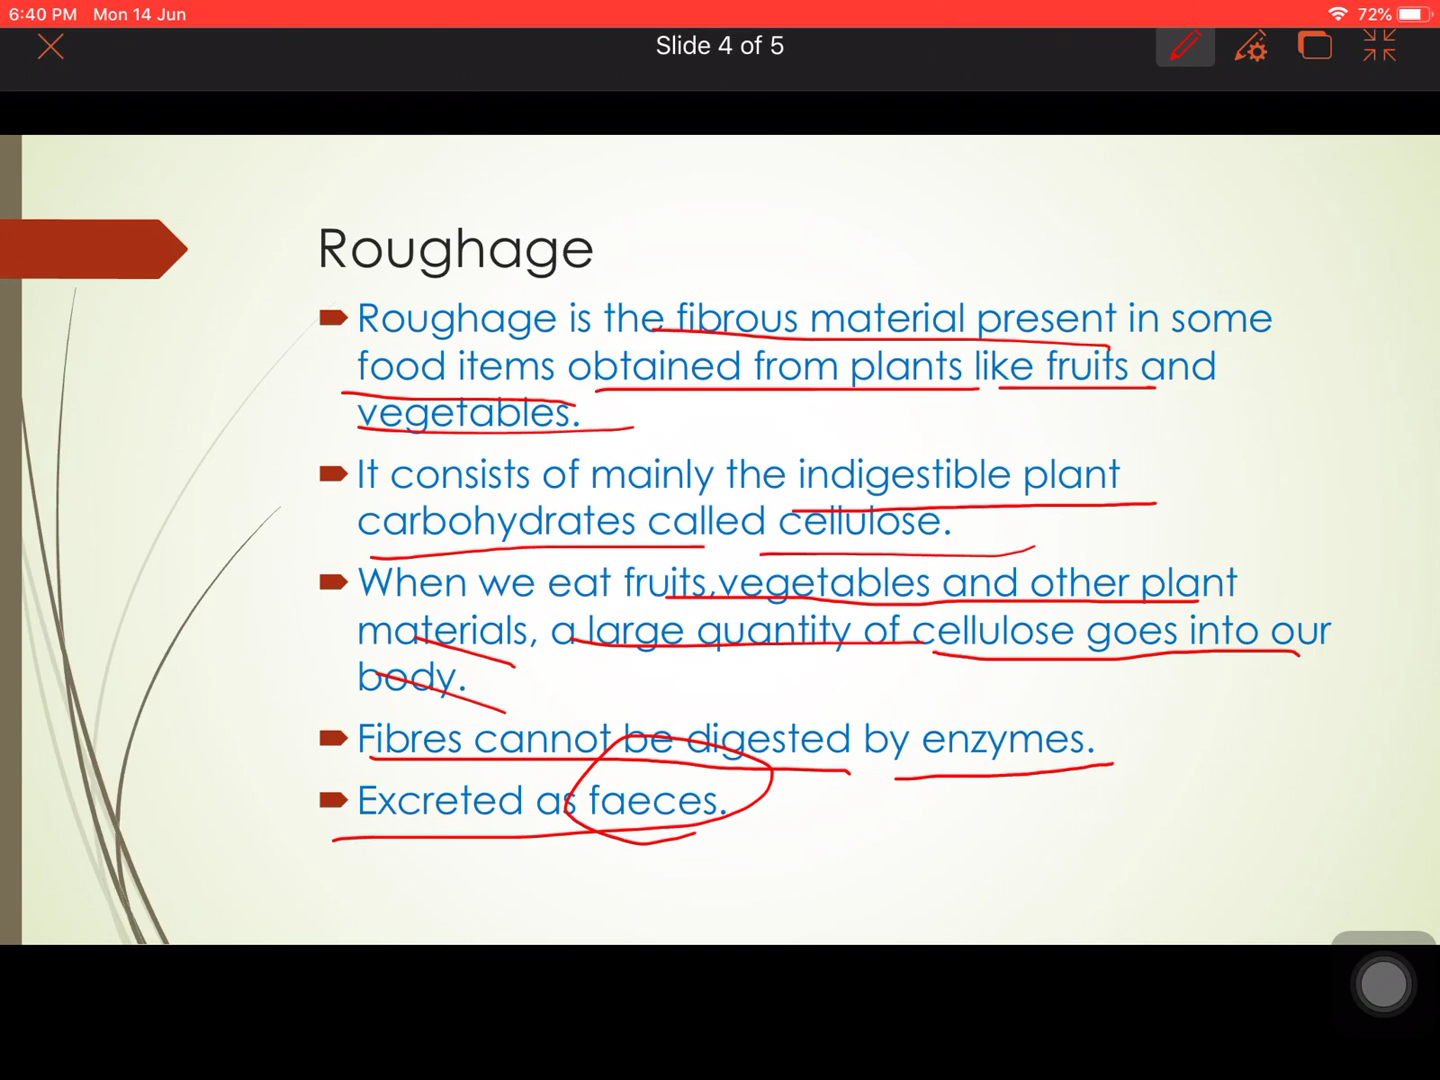 6:40 PM Mon 14 Jun 72%
Slide 4 of 5
Roughage
Roughage is the fibrous material present in some
food items obtained from plants like fruits and
vegetables.
It consists of mainly the indigestible plant
carbohydrates called cellulose.
When we eat fruits,vegetables and other plant
materials, a large quantity of cellulose goes into our
body.
Fibres cannot be digested by enzymes.
Excreted as faeces.